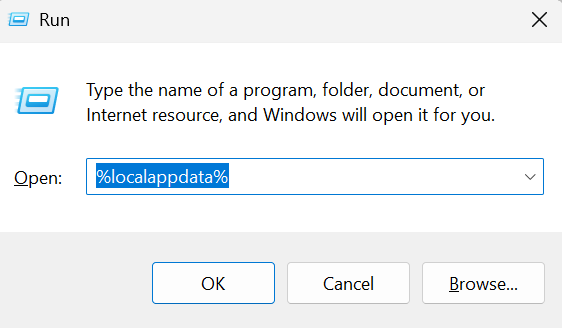 Run
Type the name of a program, folder, document, or
Internet resource, and Windows will open it for you.
Open: %localappdata%
OK Cancel Browse...